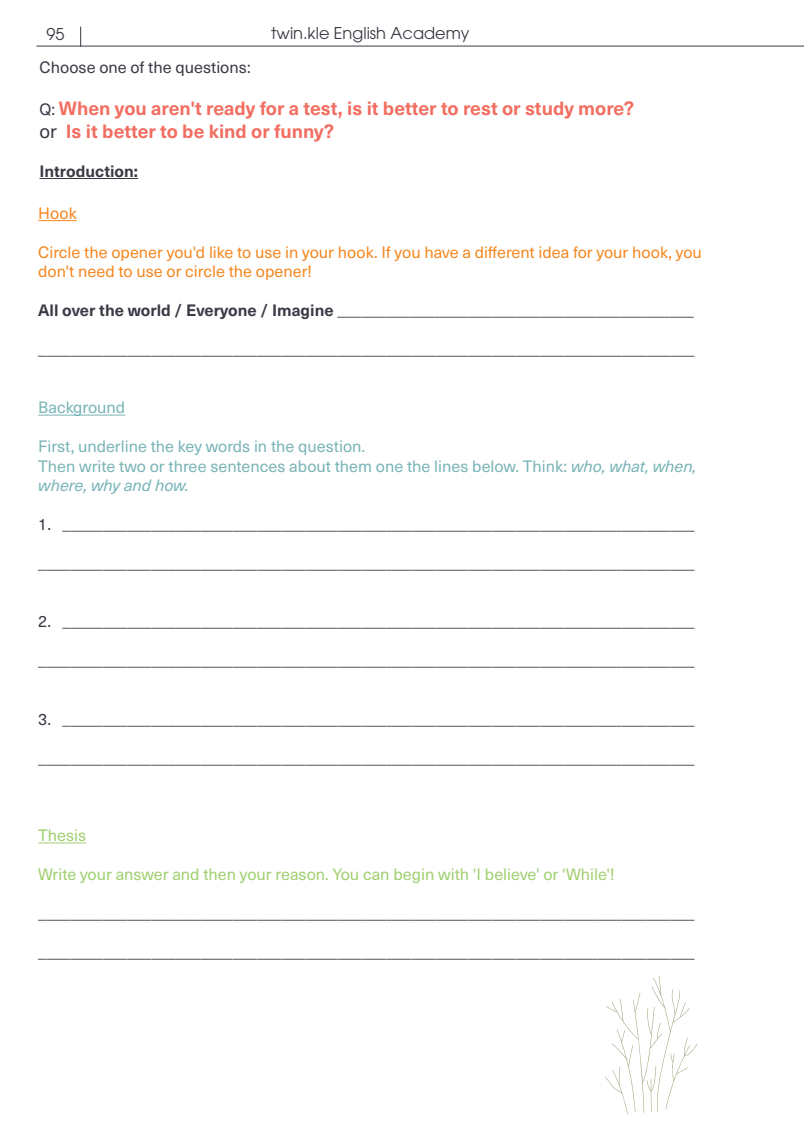 95 twin.kle English Academy
Choose one of the questions:
Q: When you aren't ready for a test, is it better to rest or study more?
or Is it better to be kind or funny?
Introduction:
Hook
Circle the opener you'd like to use in your hook. If you have a different idea for your hook, you
don't need to use or circle the opener!
All over the world / Everyone / Imagine
Background
First, underline the key words in the question.
Then write two or three sentences about them one the lines below. Think: who, what, when,
where, why and how.
1.
2.
3.
Thesis
Write your answer and then your reason. You can begin with 'I believe' or 'While'!